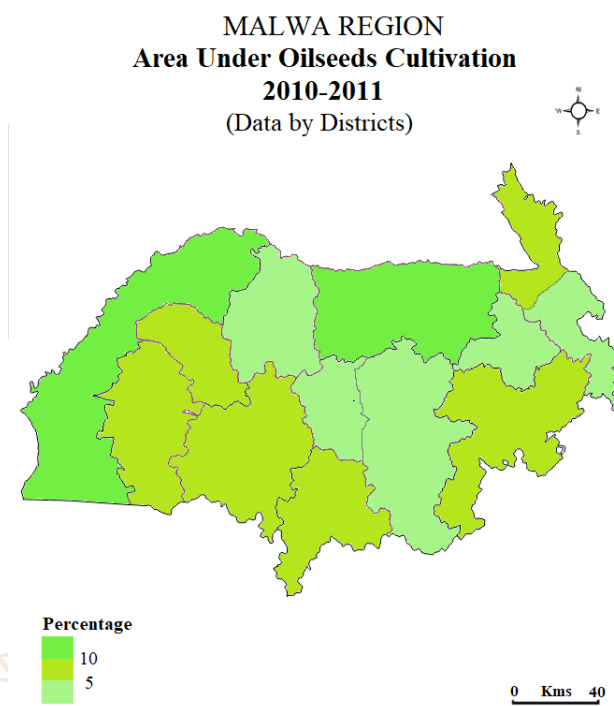 MALWA REGION
Area Under Oilseeds Cultivation
2010-2011
(Data by Districts)
N
W E
S
Percentage
10
5
0 Kms 40